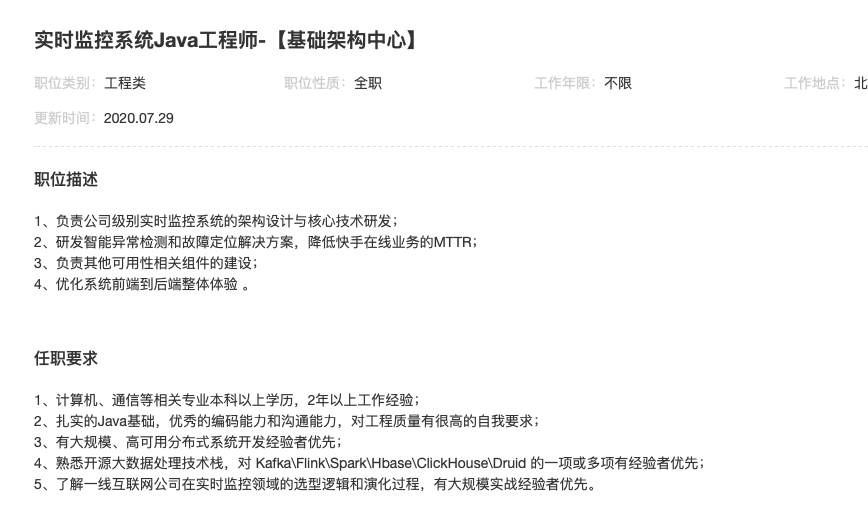 实时监控系统Java工程师-【基础架构中心】
职位类别：工程类 职位性质：全职 工作年限：不限 工作地点：北
更新时间：2020.07.29
职位描述
1、负责公司级别实时监控系统的架构设计与核心技术研发；
2、研发智能异常检测和故障定位解决方案，降低快手在线业务的MTTR；
3、负责其他可用性相关组件的建设；
4、优化系统前端到后端整体体验 。
任职要求
1、计算机、通信等相关专业本科以上学历，2年以上工作经验；
2、扎实的Java基础，优秀的编码能力和沟通能力，对工程质量有很高的自我要求；
3、有大规模、高可用分布式系统开发经验者优先；
4、熟悉开源大数据处理技术栈，对 Kafka\Flink\Spark\Hbase\ClickHouse\Druid 的一项或多项有经验者优先；
5、了解一线互联网公司在实时监控领域的选型逻辑和演化过程，有大规模实战经验者优先。